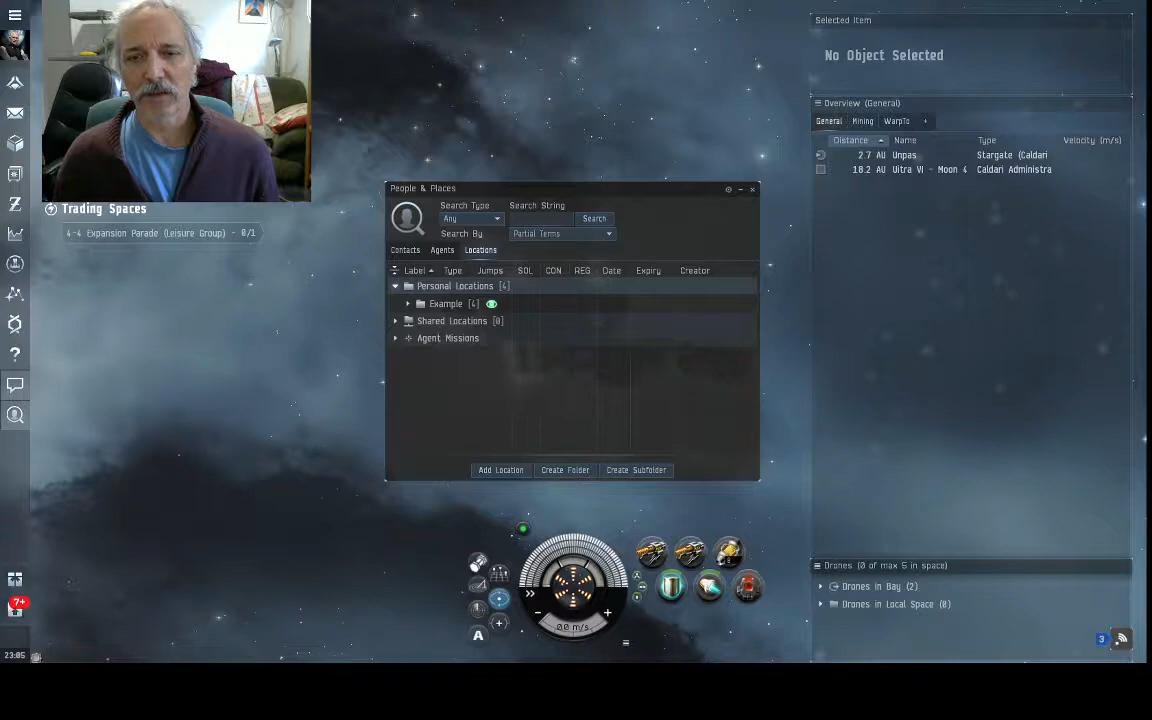 Selected Item
No Object Selected
Overview (General)
General Mining WarpTo +
Distance Name Type Velocity (m/s)
2.7 AU Unpas Stargate (Caldari
18.2 AU Uitra VI - Moon 4 Caldari Administra
Trading Spaces
4-4 Expansion Parade (Leisure Group) - 0/1
People & Places
Search Type Search String
Any Search
Search By Partial Terms
Contacts Agents Locations
Label Type Jumps SOL CON REG Date Expiry Creator
Personal Locations [4]
Example [4]
Shared Locations [0]
Agent Missions
Add Location Create Folder Create Subfolder
Drones (0 of max 5 in space)
Drones in Bay (2)
Drones in Local Space (0)
7+
A
0.0 m/s
3
23:05